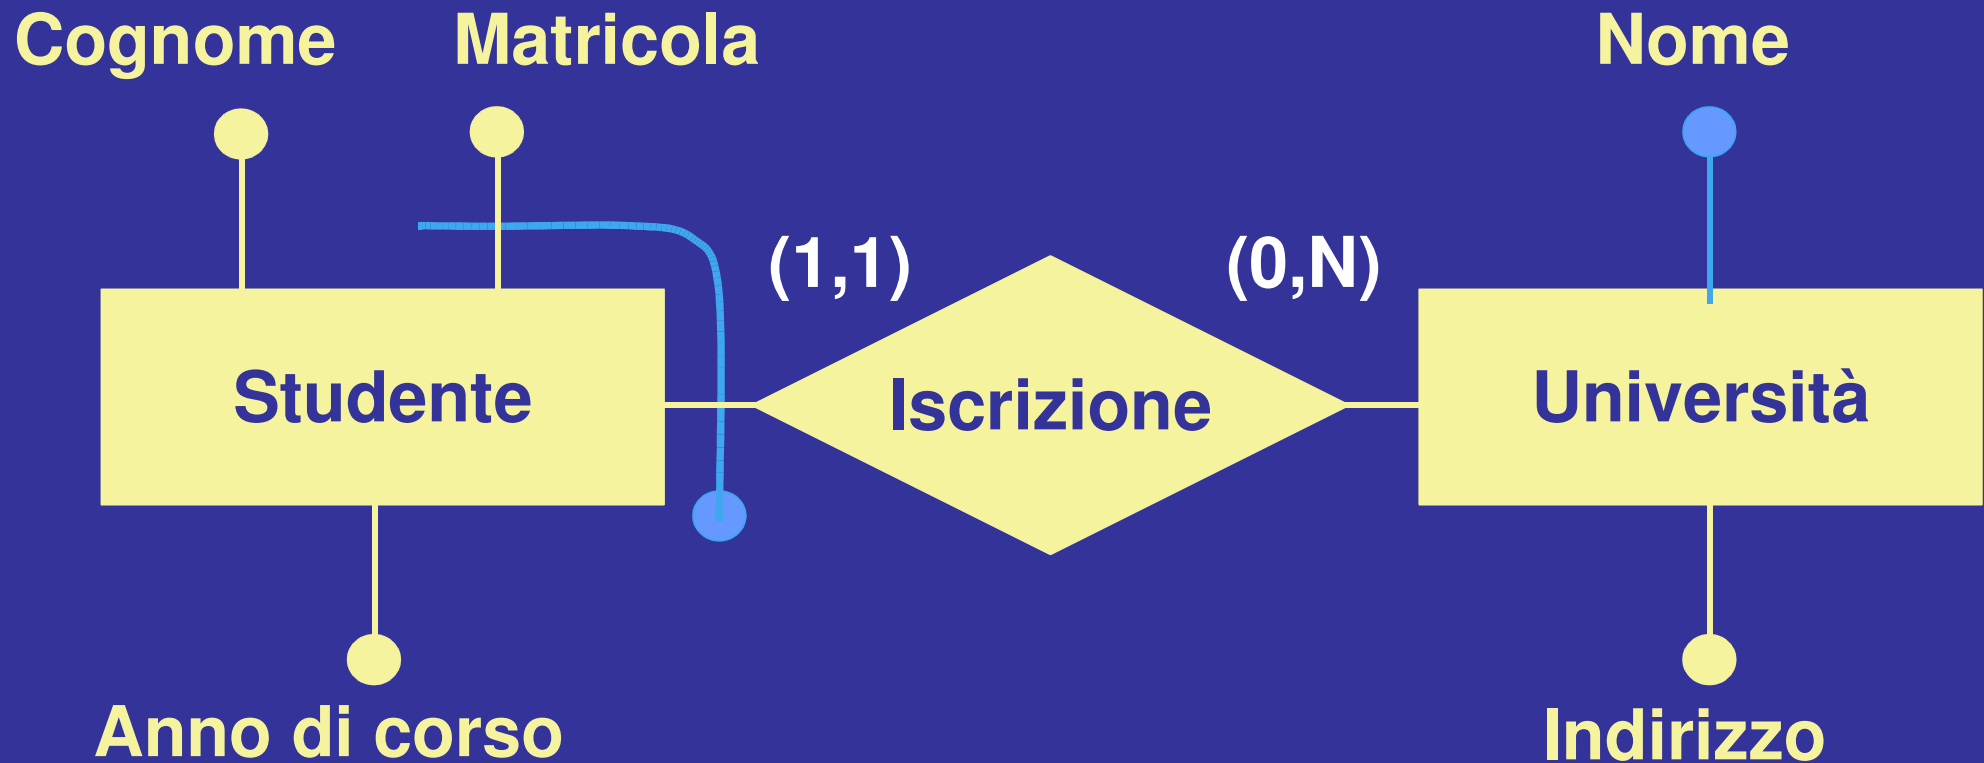 Cognome Matricola Nome
(1,1) (0,N)
Studente Iscrizione Università
Anno di corso Indirizzo